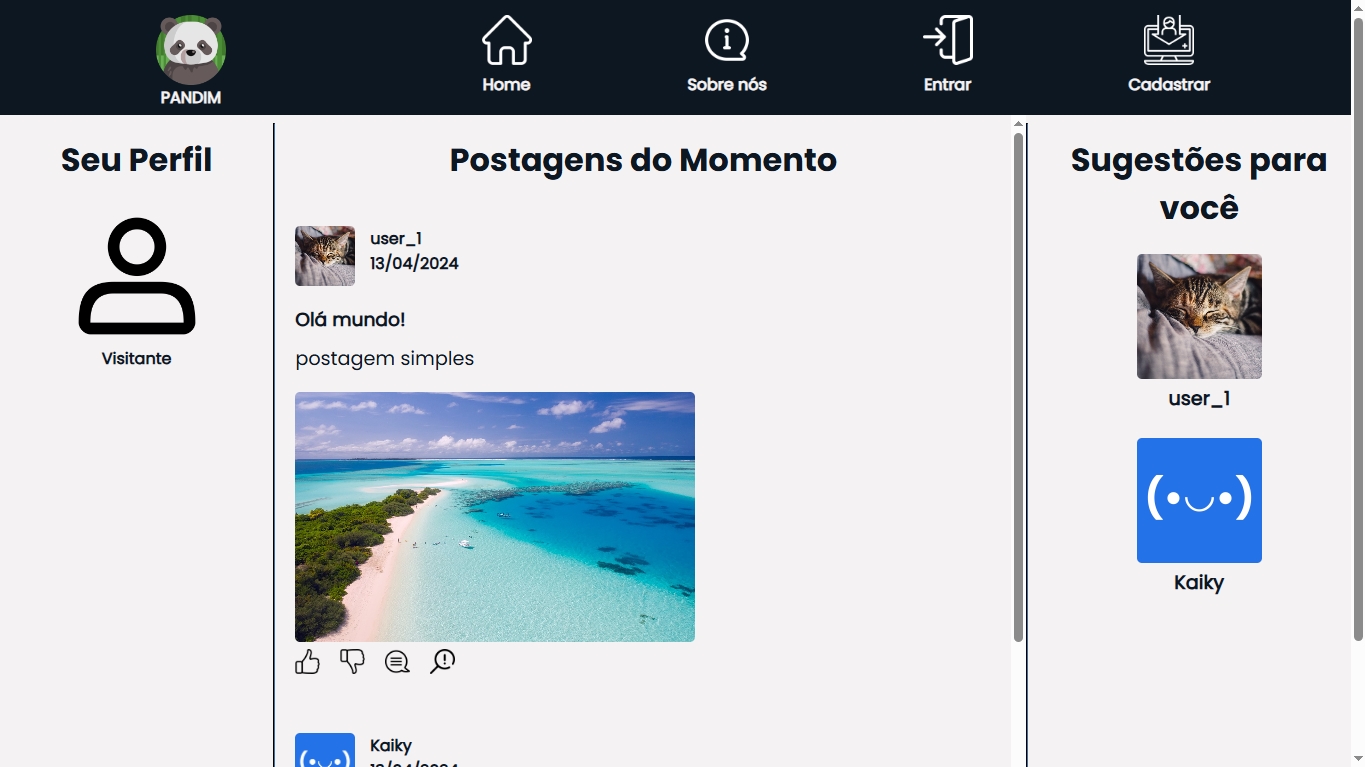 PANDIM
Home
Sobre nós
Entrar
Cadastrar
Seu Perfil
Visitante
Postagens do Momento
user_1
13/04/2024
Olá mundo!
postagem simples
Kaiky
Sugestões para
você
user_1
(•◡•)
Kaiky